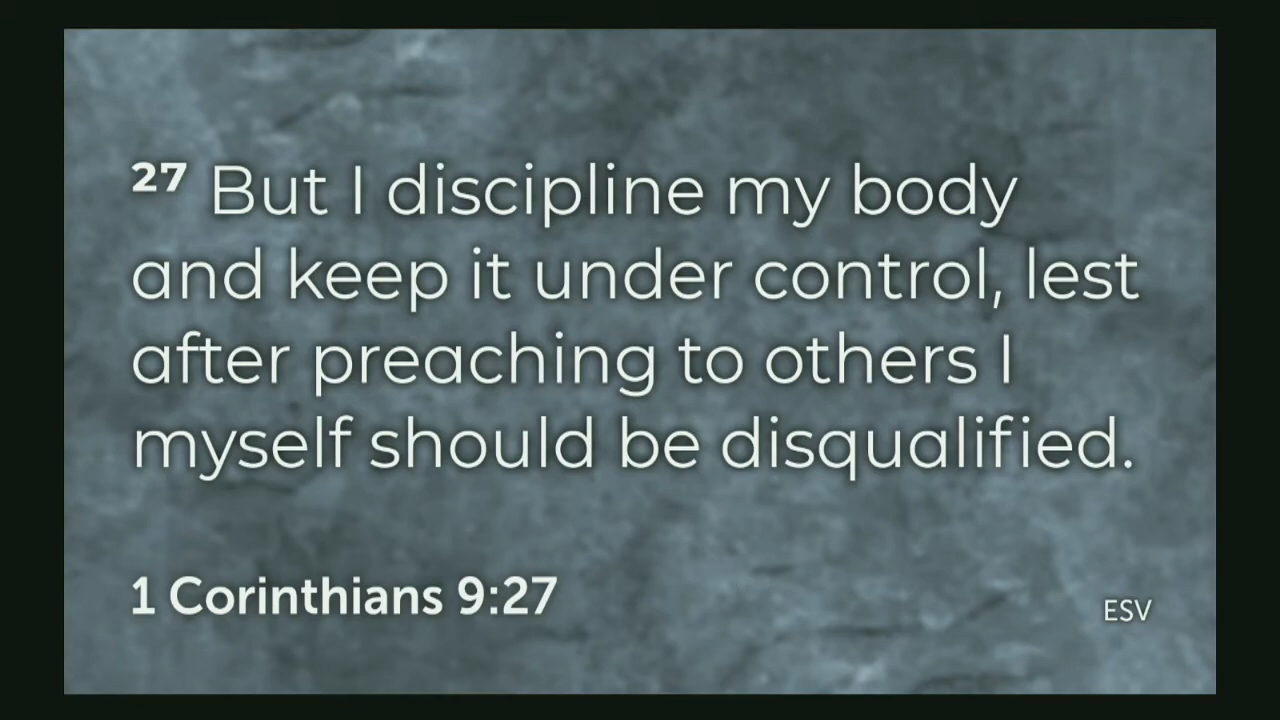 27 But I discipline my body
and keep it under control, lest
after preaching to others I
myself should be disqualified.
1 Corinthians 9:27
ESV